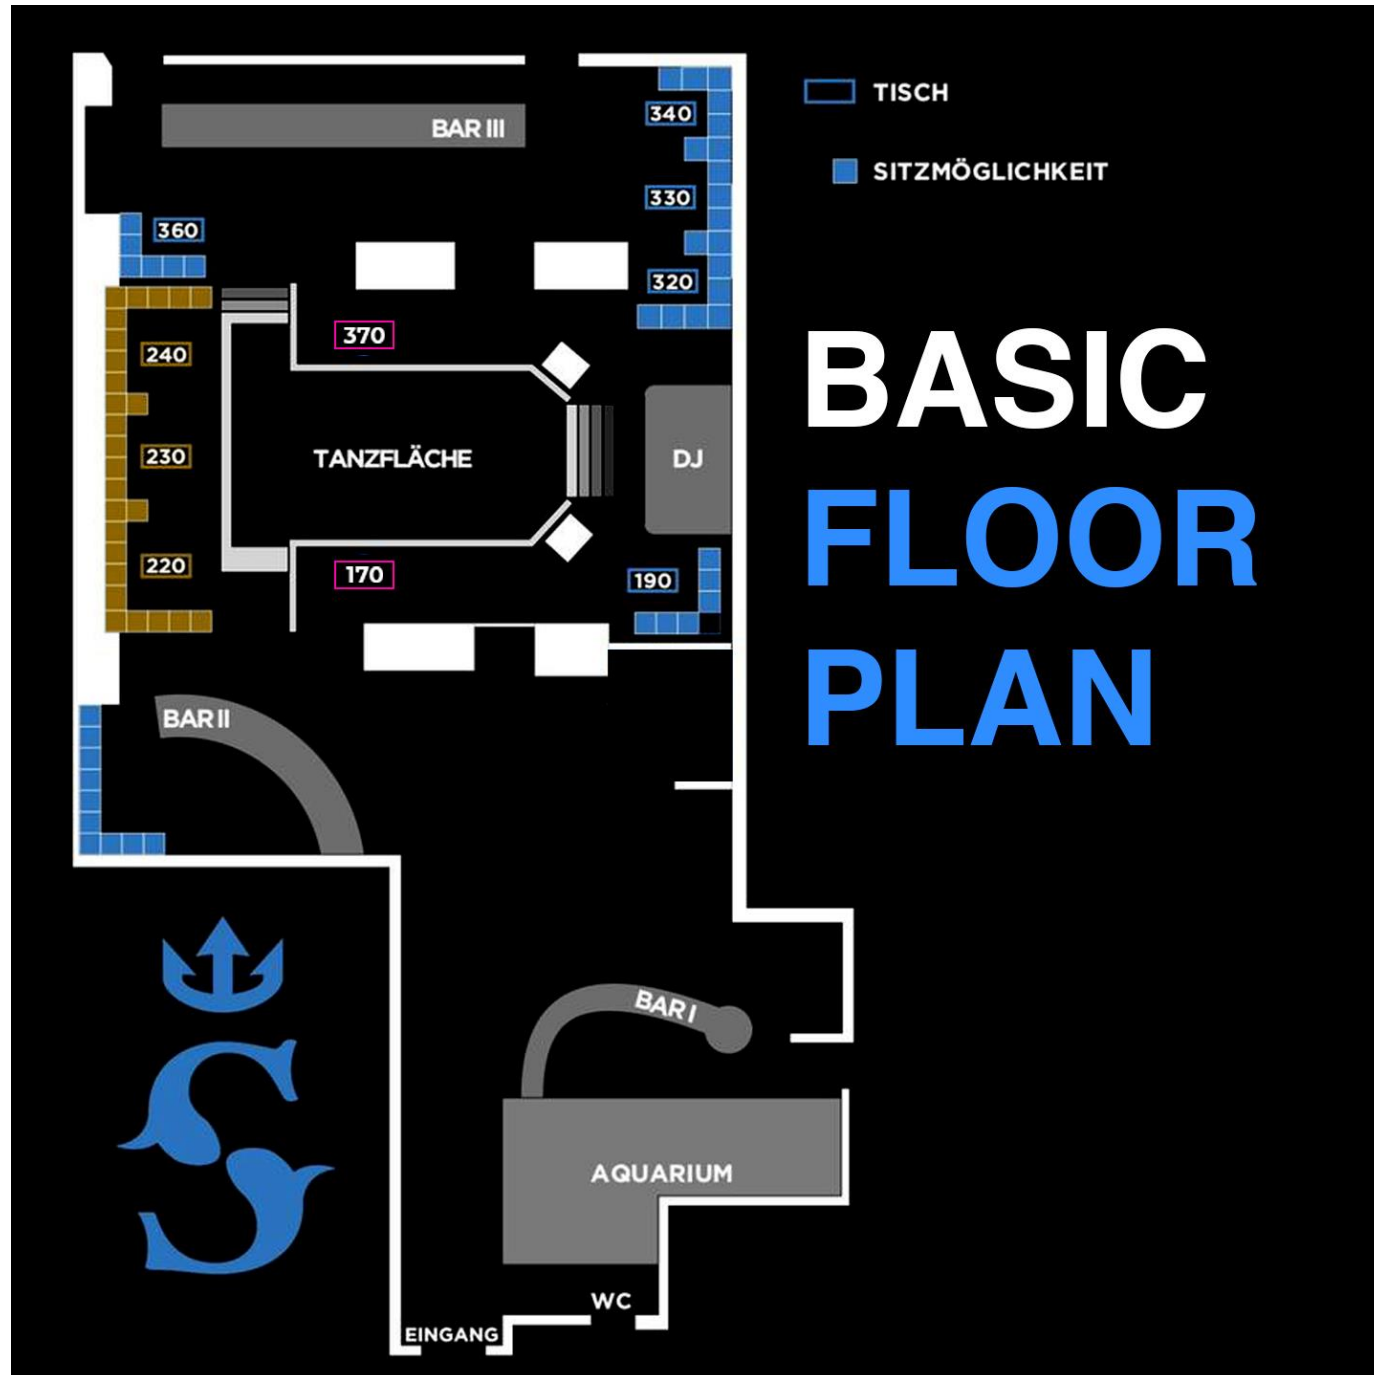 BAR III
340
330
360
320
370
240
TANZFLÄCHE
230
DJ
220
170
190
BAR II
BAR I
AQUARIUM
WC
EINGANG
TISCH
SITZMÖGLICHKEIT
BASIC
FLOOR
PLAN